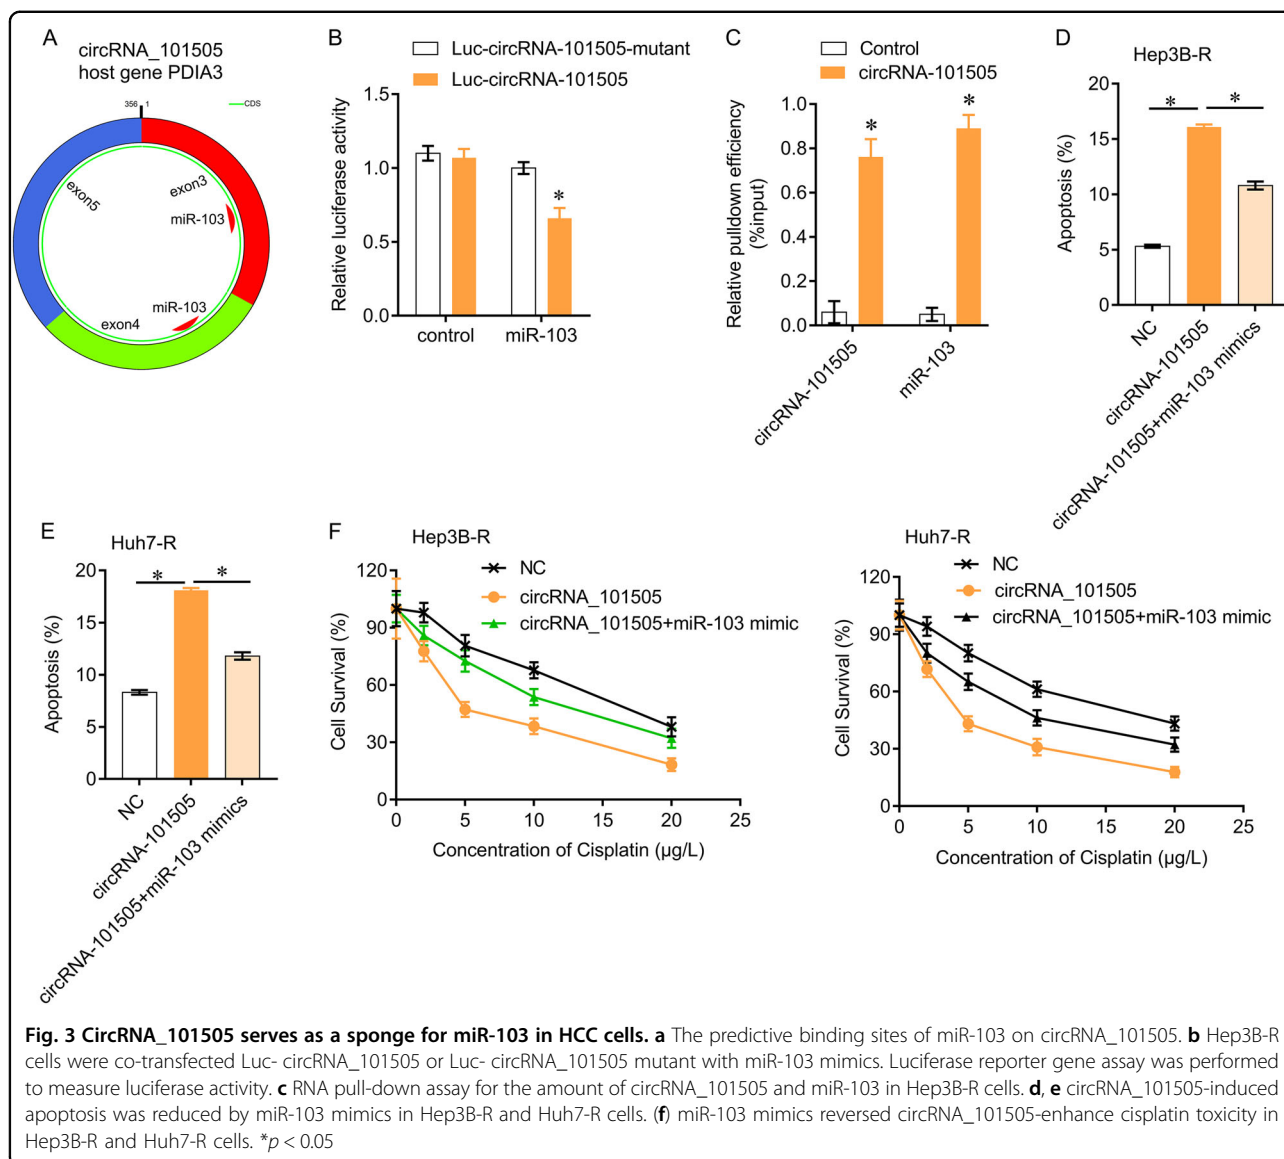 A
circRNA_101505
host gene PDIA3
356
1
CDS
exon5
exon3
miR-103
miR-103
exon4
B
Luc-circRNA-101505-mutant
Luc-circRNA-101505
Relative luciferase activity
1.5
1.0
0.5
0.0
*
control
miR-103
C
Control
circRNA-101505
Relative pulldown efficiency
(%input)
1.0
0.8
0.6
0.4
0.2
0.0
*
*
circRNA-101505
miR-103
D
Hep3B-R
Apoptosis (%)
20
15
10
5
0
*
*
NC
circRNA-101505
circRNA-101505+miR-103 mimics
E
Huh7-R
Apoptosis (%)
20
15
10
5
0
*
*
NC
circRNA-101505
circRNA-101505+miR-103 mimics
F
Hep3B-R
NC
circRNA_101505
circRNA_101505+miR-103 mimic
Cell Survival (%)
120
90
60
30
0
0
5
10
15
20
25
Concentration of Cisplatin (µg/L)
Huh7-R
NC
circRNA_101505
circRNA_101505+miR-103 mimic
Cell Survival (%)
120
90
60
30
0
0
5
10
15
20
25
Concentration of Cisplatin (µg/L)
Fig. 3 CircRNA_101505 serves as a sponge for miR-103 in HCC cells. a The predictive binding sites of miR-103 on circRNA_101505. b Hep3B-R
cells were co-transfected Luc- circRNA_101505 or Luc- circRNA_101505 mutant with miR-103 mimics. Luciferase reporter gene assay was performed
to measure luciferase activity. c RNA pull-down assay for the amount of circRNA_101505 and miR-103 in Hep3B-R cells. d, e circRNA_101505-induced
apoptosis was reduced by miR-103 mimics in Hep3B-R and Huh7-R cells. (f) miR-103 mimics reversed circRNA_101505-enhance cisplatin toxicity in
Hep3B-R and Huh7-R cells. *p < 0.05